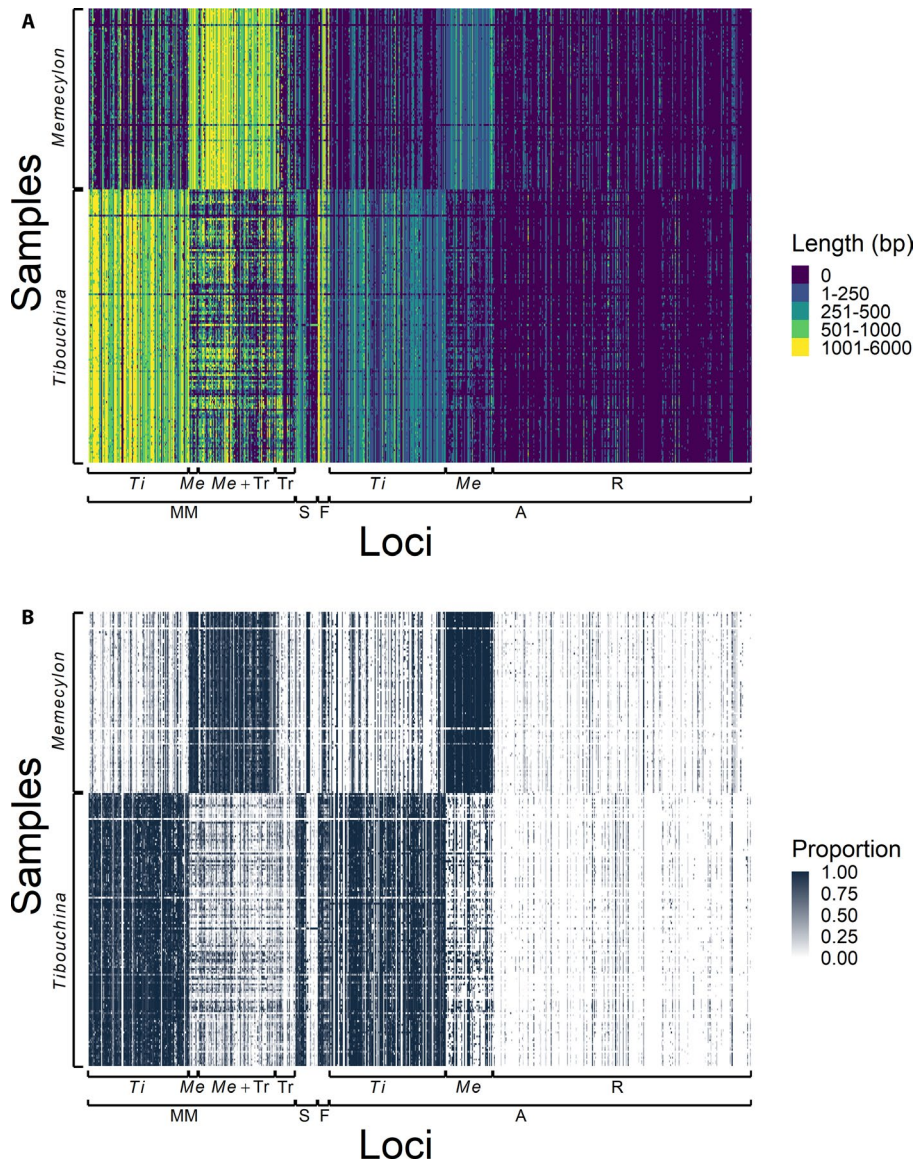 A
Memecylon
Tibouchina
Samples
Length (bp)
0
1-250
251-500
501-1000
1001-6000
Ti Me Me + Tr Tr Ti Me R
MM S F A
Loci
B
Memecylon
Tibouchina
Samples
Proportion
1.00
0.75
0.50
0.25
0.00
Ti Me Me + Tr Tr Ti Me R
MM S F A
Loci